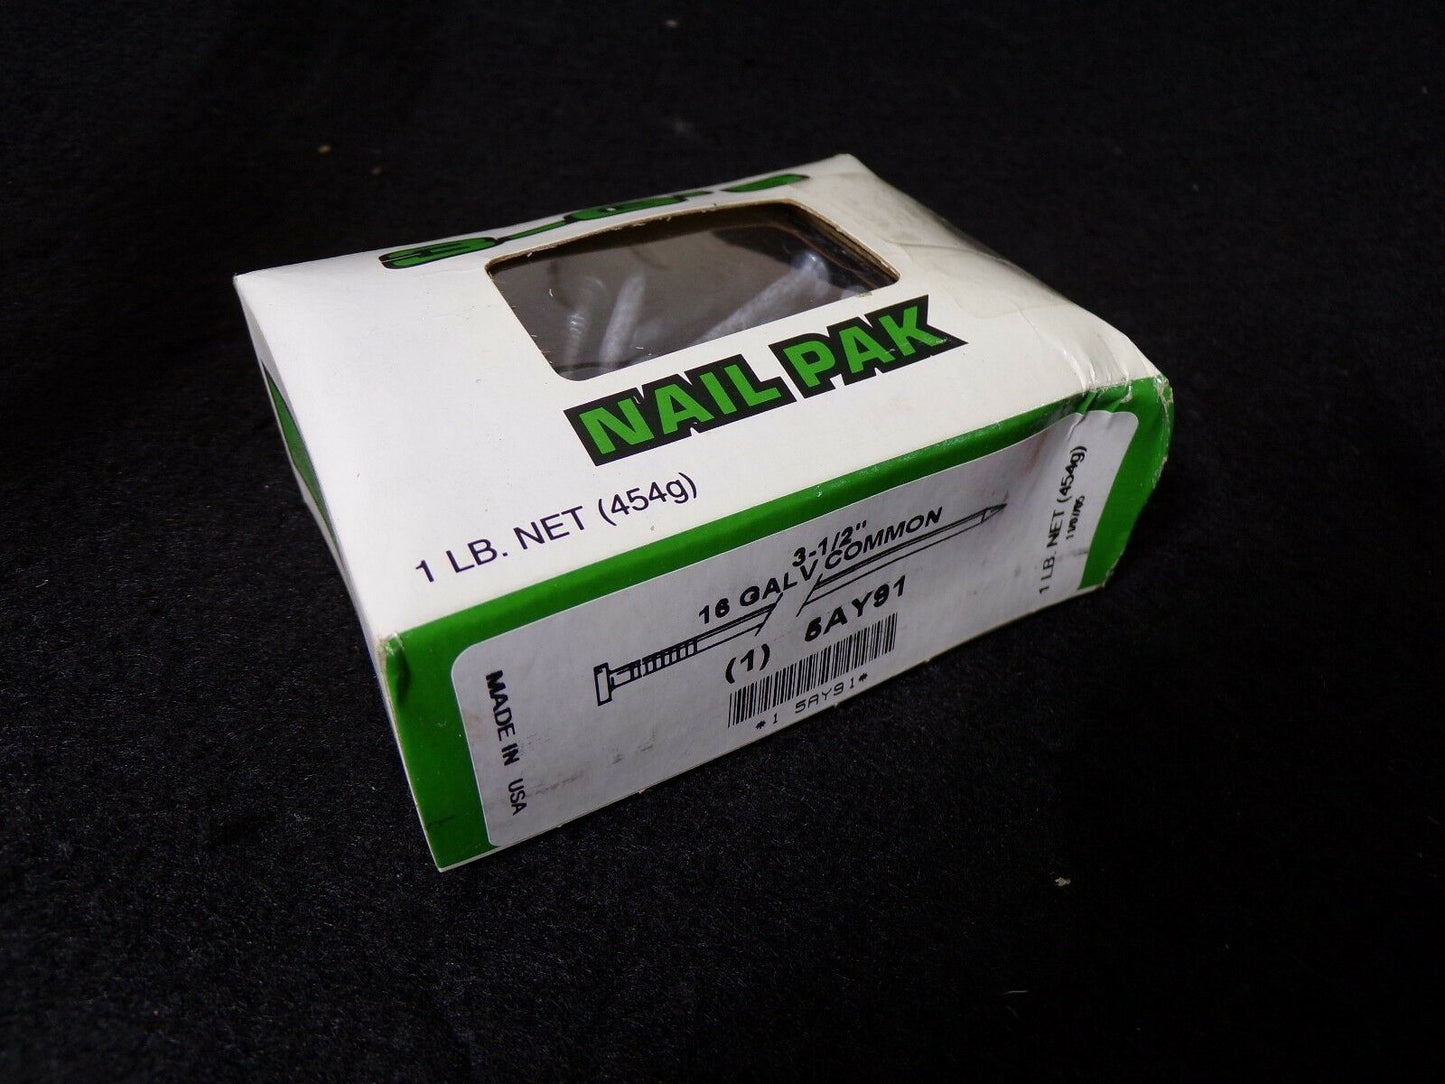 NAIL PAK
1 LB. NET (454g)
3-1/2"
16 GALV COMMON
(1) 5AY91
*1 5AY91*
MADE IN USA
1 LB. NET (454g)